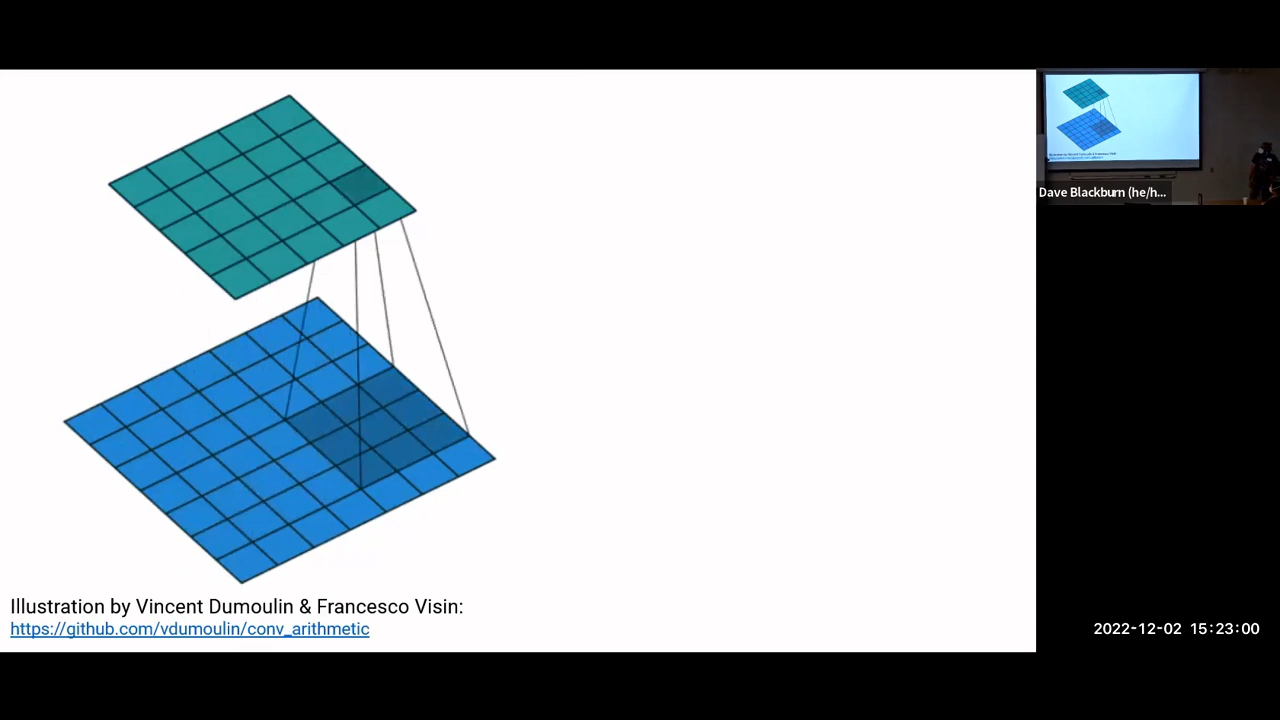 Illustration by Vincent Dumoulin & Francesco Visin:
https://github.com/vdumoulin/conv_arithmetic
Dave Blackburn (he/h...
2022-12-02 15:23:00